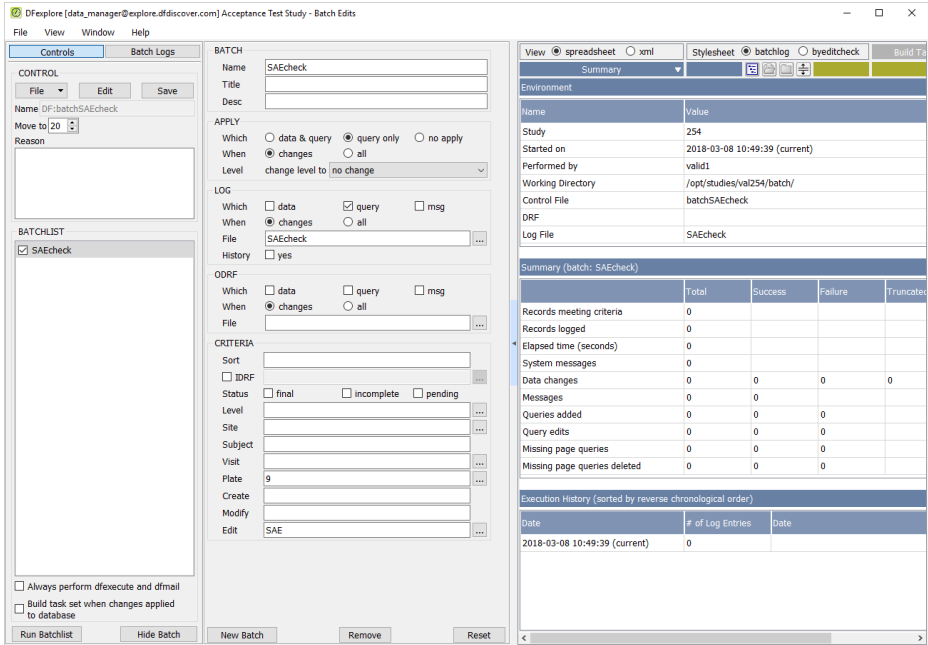 DFexplore [data_manager@explore.dfdiscover.com] Acceptance Test Study - Batch Edits
File View Window Help
Controls Batch Logs
CONTROL
File Edit Save
Name DF:batchSAEcheck
Move to 20
Reason
BATCHLIST
SAEcheck
Always perform dfexecute and dfmail
Build task set when changes applied
to database
Run Batchlist Hide Batch
BATCH
Name SAEcheck
Title
Desc
APPLY
Which data & query query only no apply
When changes all
Level change level to no change
LOG
Which data query msg
When changes all
File SAEcheck ...
History yes
ODRF
Which data query msg
When changes all
File ...
CRITERIA
Sort
IDRF ...
Status final incomplete pending
Level ...
Site ...
Subject
Visit ...
Plate 9 ...
Create
Modify
Edit SAE ...
New Batch Remove Reset
View spreadsheet xml Stylesheet batchlog byeditcheck Build Ta
Summary
Environment
Name Value
Study 254
Started on 2018-03-08 10:49:39 (current)
Performed by valid1
Working Directory /opt/studies/val254/batch/
Control File batchSAEcheck
DRF
Log File SAEcheck
Summary (batch: SAEcheck)
Total Success Failure Truncated
Records meeting criteria 0
Records logged 0
Elapsed time (seconds) 0
System messages 0
Data changes 0 0 0 0
Messages 0 0
Queries added 0 0 0
Query edits 0 0 0
Missing page queries 0 0 0
Missing page queries deleted 0 0 0
Execution History (sorted by reverse chronological order)
Date # of Log Entries Date
2018-03-08 10:49:39 (current) 0